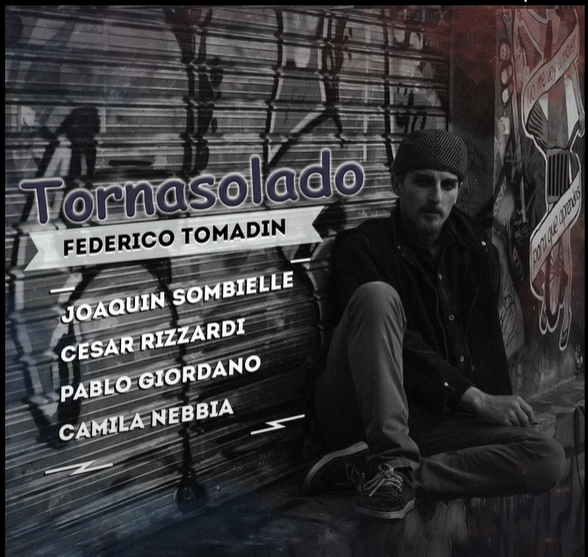 Tornasolado
FEDERICO TOMADIN
JOAQUIN SOMBIELLE
CESAR RIZZARDI
PABLO GIORDANO
CAMILA NEBBIA